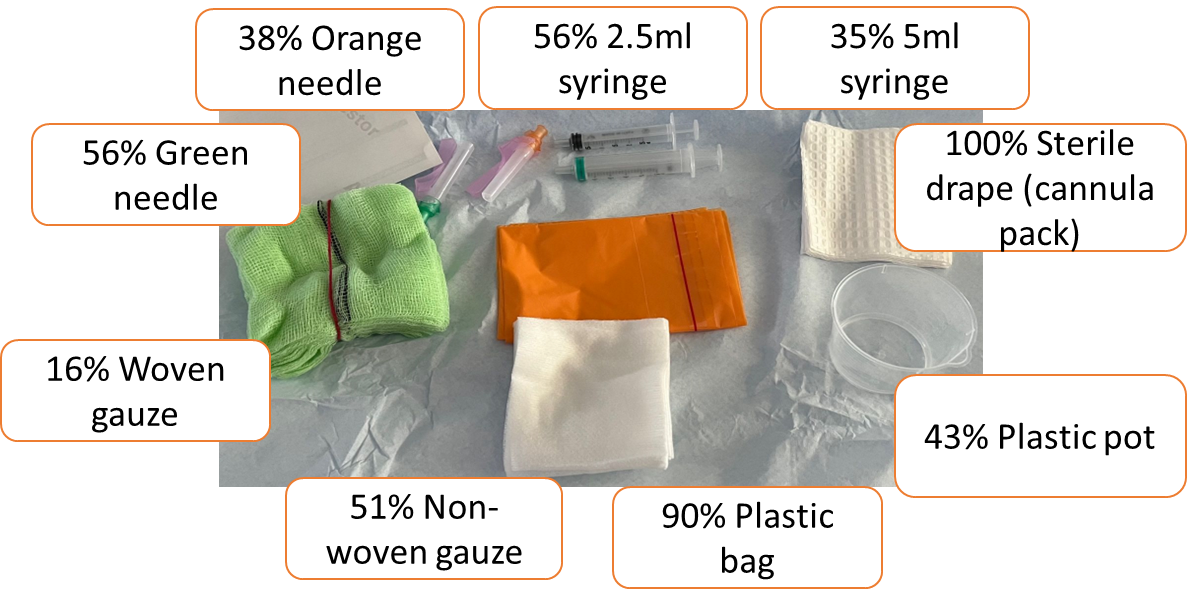 38% Orange
needle
56% 2.5ml
syringe
35% 5ml
syringe
56% Green
needle
100% Sterile
drape (cannula
pack)
16% Woven
gauze
43% Plastic pot
51% Non-
woven gauze
90% Plastic
bag